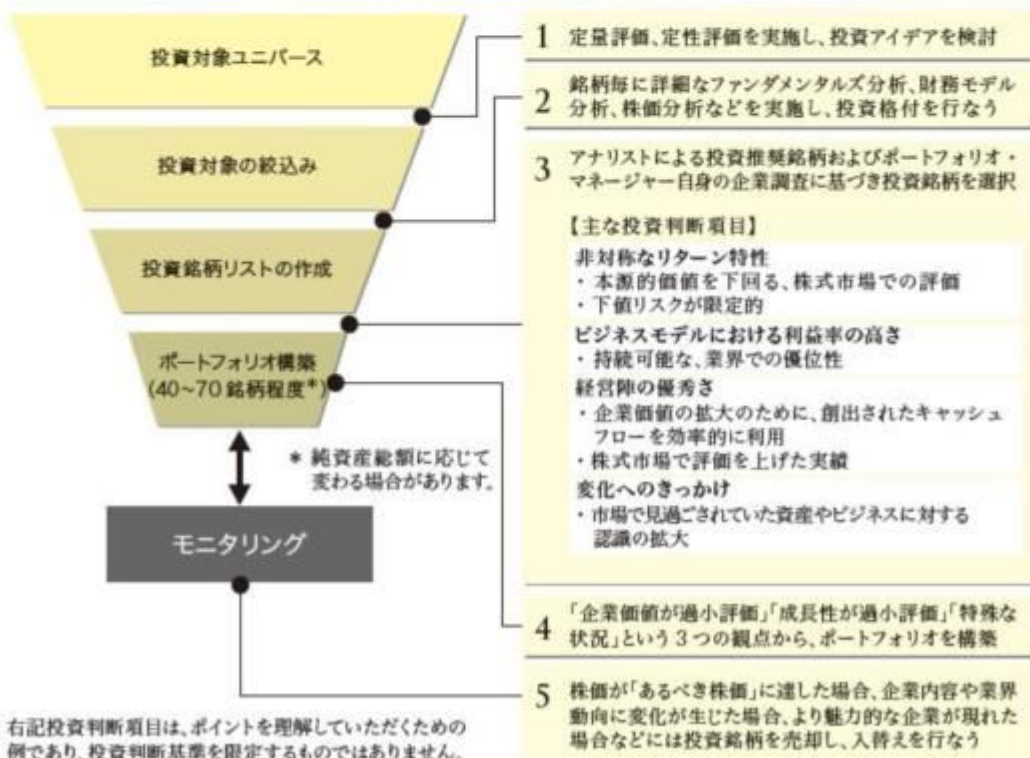 投資対象ユニバース
投資対象の絞込み
投資銘柄リストの作成
ポートフォリオ構築
(40～70銘柄程度*)
* 純資産総額に応じて
変わる場合があります。
モニタリング
右記投資判断項目は、ポイントを理解していただくための
例であり、投資判断基準を限定するものではありません。
1 定量評価、定性評価を実施し、投資アイデアを検討
2 銘柄毎に詳細なファンダメンタルズ分析、財務モデル
分析、株価分析などを実施し、投資格付を行なう
3 アナリストによる投資推奨銘柄およびポートフォリオ・
マネージャー自身の企業調査に基づき投資銘柄を選択
【主な投資判断項目】
非対称なリターン特性
・本源的価値を下回る、株式市場での評価
・下値リスクが限定的
ビジネスモデルにおける利益率の高さ
・持続可能な、業界での優位性
経営陣の優秀さ
・企業価値の拡大のために、創出されたキャッシュ
フローを効率的に利用
・株式市場で評価を上げた実績
変化へのきっかけ
・市場で見過ごされていた資産やビジネスに対する
認識の拡大
4 「企業価値が過小評価」「成長性が過小評価」「特殊な
状況」という3つの観点から、ポートフォリオを構築
5 株価が「あるべき株価」に達した場合、企業内容や業界
動向に変化が生じた場合、より魅力的な企業が現れた
場合などには投資銘柄を売却し、入替えを行なう